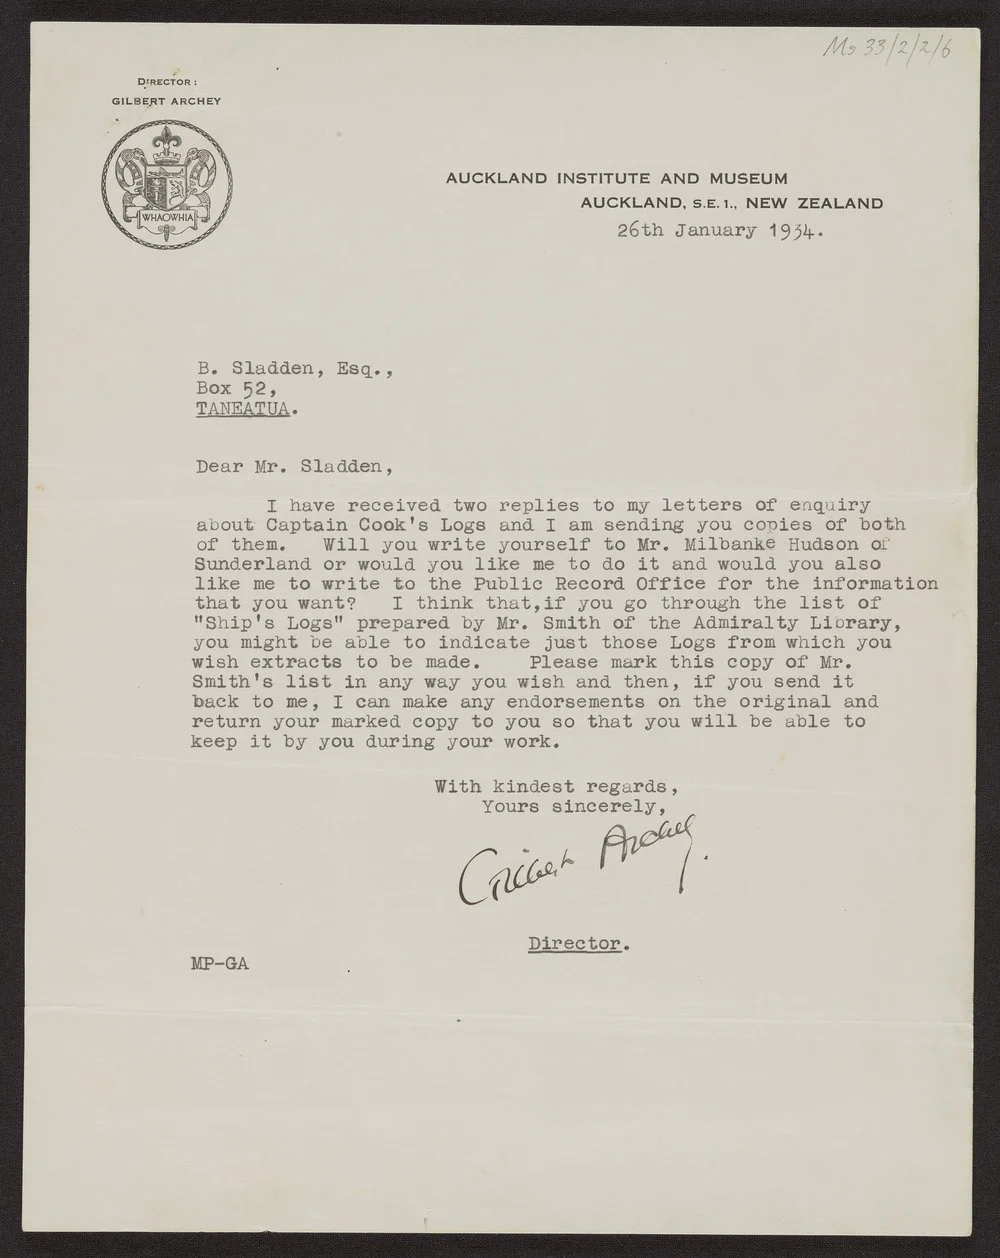 Ms 33/2/2/6
DIRECTOR:
GILBERT ARCHEY
WHAOWHIA
AUCKLAND INSTITUTE AND MUSEUM
AUCKLAND, S.E.1., NEW ZEALAND
26th January 1934.
B. Sladden, Esq.,
Box 52,
TANEATUA.
Dear Mr. Sladden,
I have received two replies to my letters of enquiry
about Captain Cook's Logs and I am sending you copies of both
of them. Will you write yourself to Mr. Milbanke Hudson of
Sunderland or would you like me to do it and would you also
like me to write to the Public Record Office for the information
that you want? I think that,if you go through the list of
"Ship's Logs" prepared by Mr. Smith of the Admiralty Library,
you might be able to indicate just those Logs from which you
wish extracts to be made. Please mark this copy of Mr.
Smith's list in any way you wish and then, if you send it
back to me, I can make any endorsements on the original and
return your marked copy to you so that you will be able to
keep it by you during your work.
With kindest regards,
Yours sincerely,
Gilbert Archey.
Director.
MP-GA